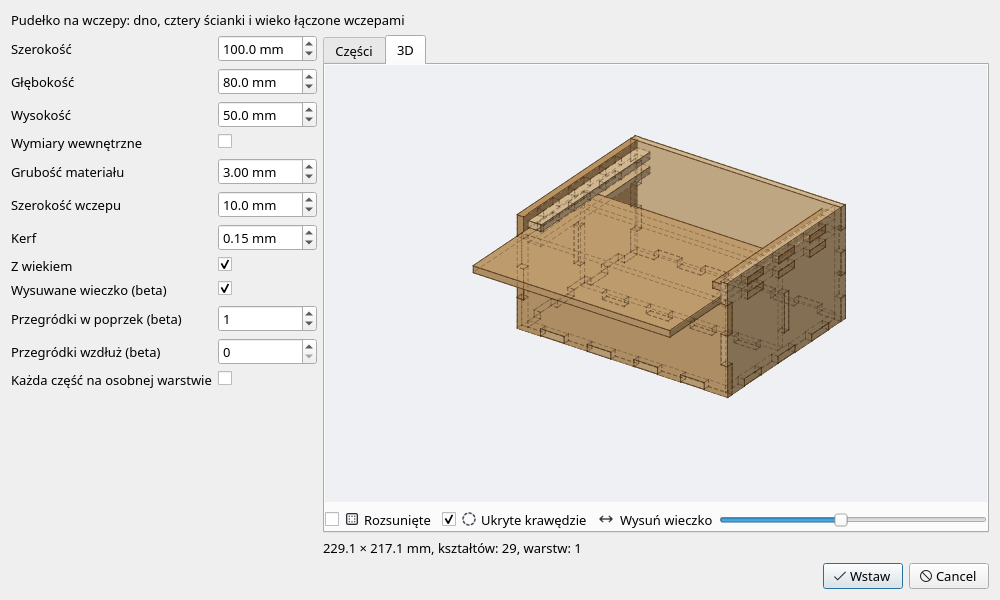 Pudełko na wczepy: dno, cztery ścianki i wieko łączone wczepami
Szerokość 100.0 mm
Głębokość 80.0 mm
Wysokość 50.0 mm
Wymiary wewnętrzne
Grubość materiału 3.00 mm
Szerokość wczepu 10.0 mm
Kerf 0.15 mm
Z wiekiem
Wysuwane wieczko (beta)
Przegródki w poprzek (beta) 1
Przegródki wzdłuż (beta) 0
Każda część na osobnej warstwie
Części 3D
Rozsunięte Ukryte krawędzie Wysuń wieczko
229.1 × 217.1 mm, kształtów: 29, warstw: 1
Wstaw Cancel